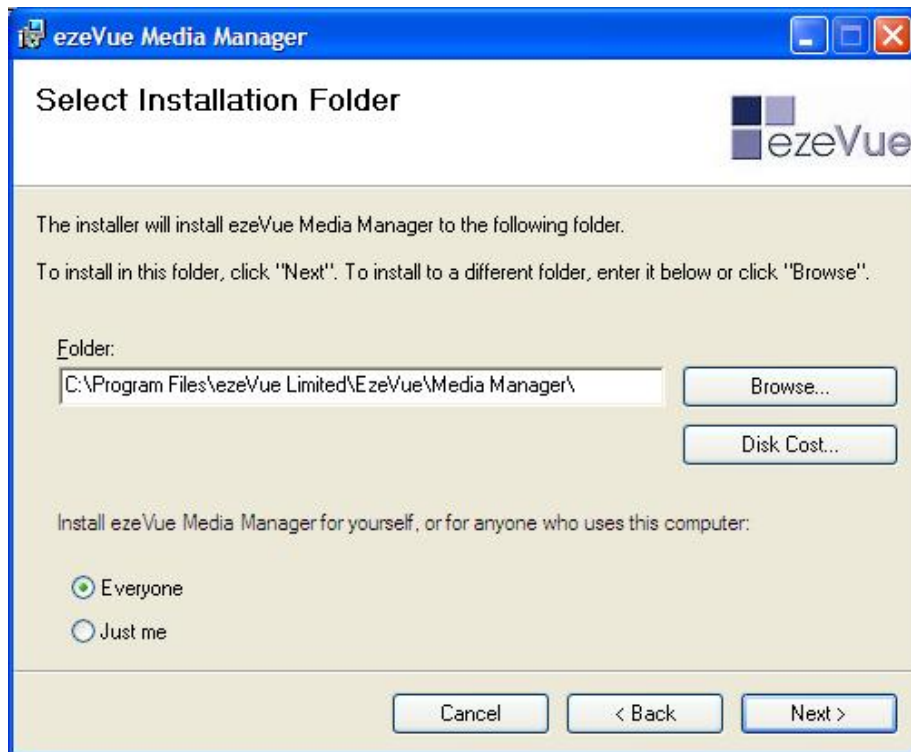 ezeVue Media Manager
Select Installation Folder
ezeVue
The installer will install ezeVue Media Manager to the following folder.
To install in this folder, click "Next". To install to a different folder, enter it below or click "Browse".
Folder:
C:\Program Files\ezeVue Limited\EzeVue\Media Manager\
Browse...
Disk Cost...
Install ezeVue Media Manager for yourself, or for anyone who uses this computer:
Everyone
Just me
Cancel
< Back
Next >